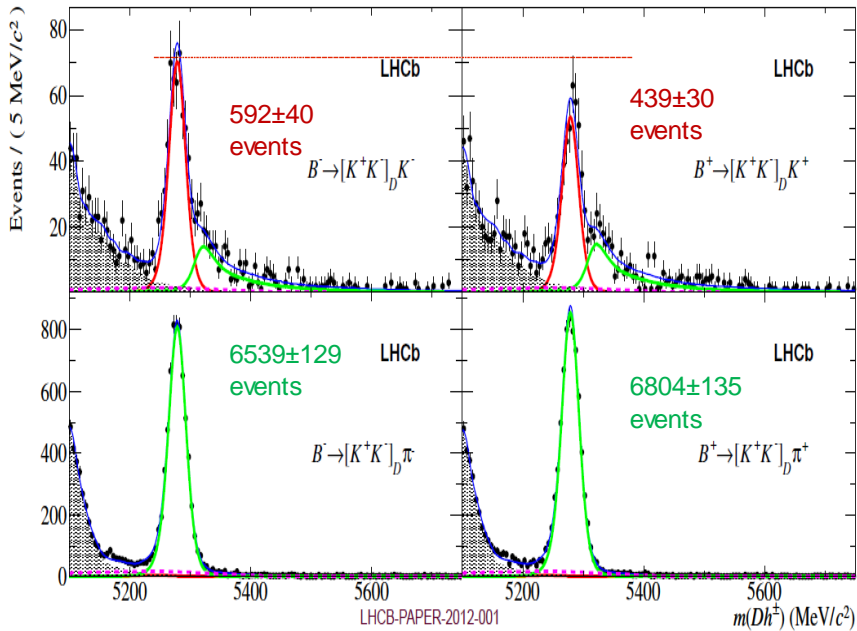 Events / ( 5 MeV/c²)
80
60
40
20
LHCb
592±40
events
B⁻→[K⁺K⁻]_D K⁻
LHCb
439±30
events
B⁺→[K⁺K⁻]_D K⁺
800
600
400
200
0
LHCb
6539±129
events
B⁻→[K⁺K⁻]_D π⁻
LHCb
6804±135
events
B⁺→[K⁺K⁻]_D π⁺
5200 5400 5600 5200 5400 5600
LHCB-PAPER-2012-001
m(Dh±) (MeV/c²)